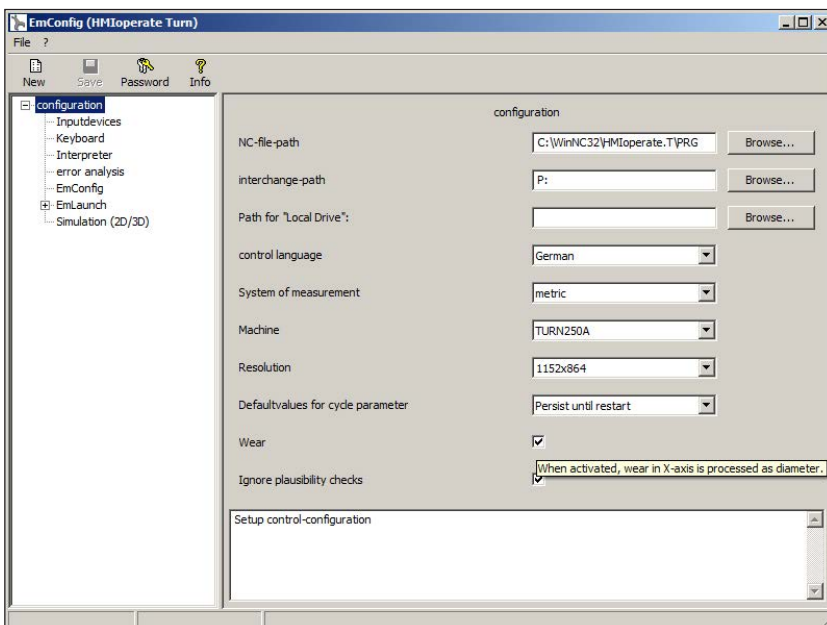 EmConfig (HMIoperate Turn)
File ?
New Save Password Info
configuration
Inputdevices
Keyboard
Interpreter
error analysis
EmConfig
EmLaunch
Simulation (2D/3D)
configuration
NC-file-path C:\WinNC32\HMIoperate.T\PRG Browse...
interchange-path P: Browse...
Path for "Local Drive": Browse...
control language German
System of measurement metric
Machine TURN250A
Resolution 1152x864
Defaultvalues for cycle parameter Persist until restart
Wear
When activated, wear in X-axis is processed as diameter.
Ignore plausibility checks
Setup control-configuration